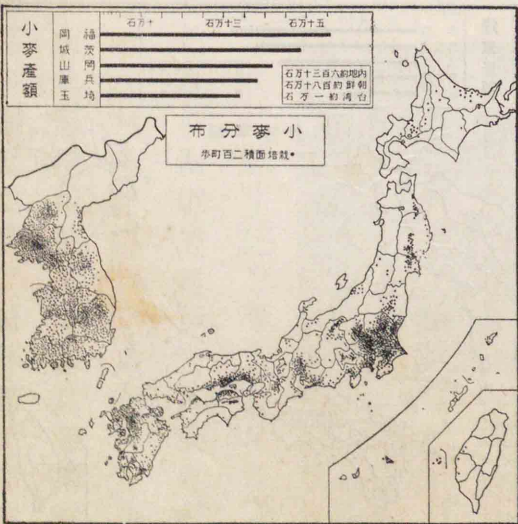 小麥產額
十万石
三十万石
五十万石
福岡
茨城
岡山
兵庫
埼玉
内地約六百三十万石
朝鮮約百八十万石
台湾約一万石
小麥分布
•栽培面積二百町歩